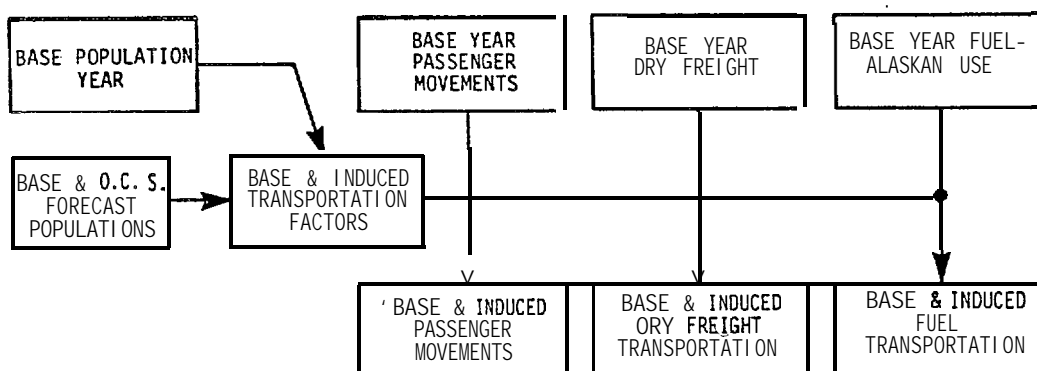 BASE POPULATION
YEAR
BASE YEAR
PASSENGER
MOVEMENTS
BASE YEAR
DRY FREIGHT
BASE YEAR FUEL-
ALASKAN USE
BASE & O.C.S.
FORECAST
POPULATIONS
BASE & INDUCED
TRANSPORTATION
FACTORS
BASE & INDUCED
PASSENGER
MOVEMENTS
BASE & INDUCED
ORY FREIGHT
TRANSPORTATION
BASE & INDUCED
FUEL
TRANSPORTATION